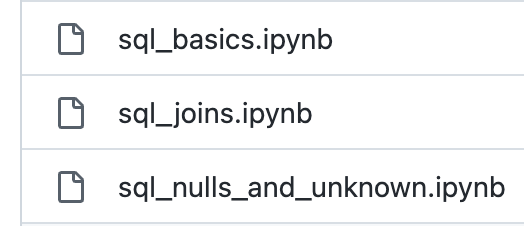 sql_basics.ipynb
sql_joins.ipynb
sql_nulls_and_unknown.ipynb